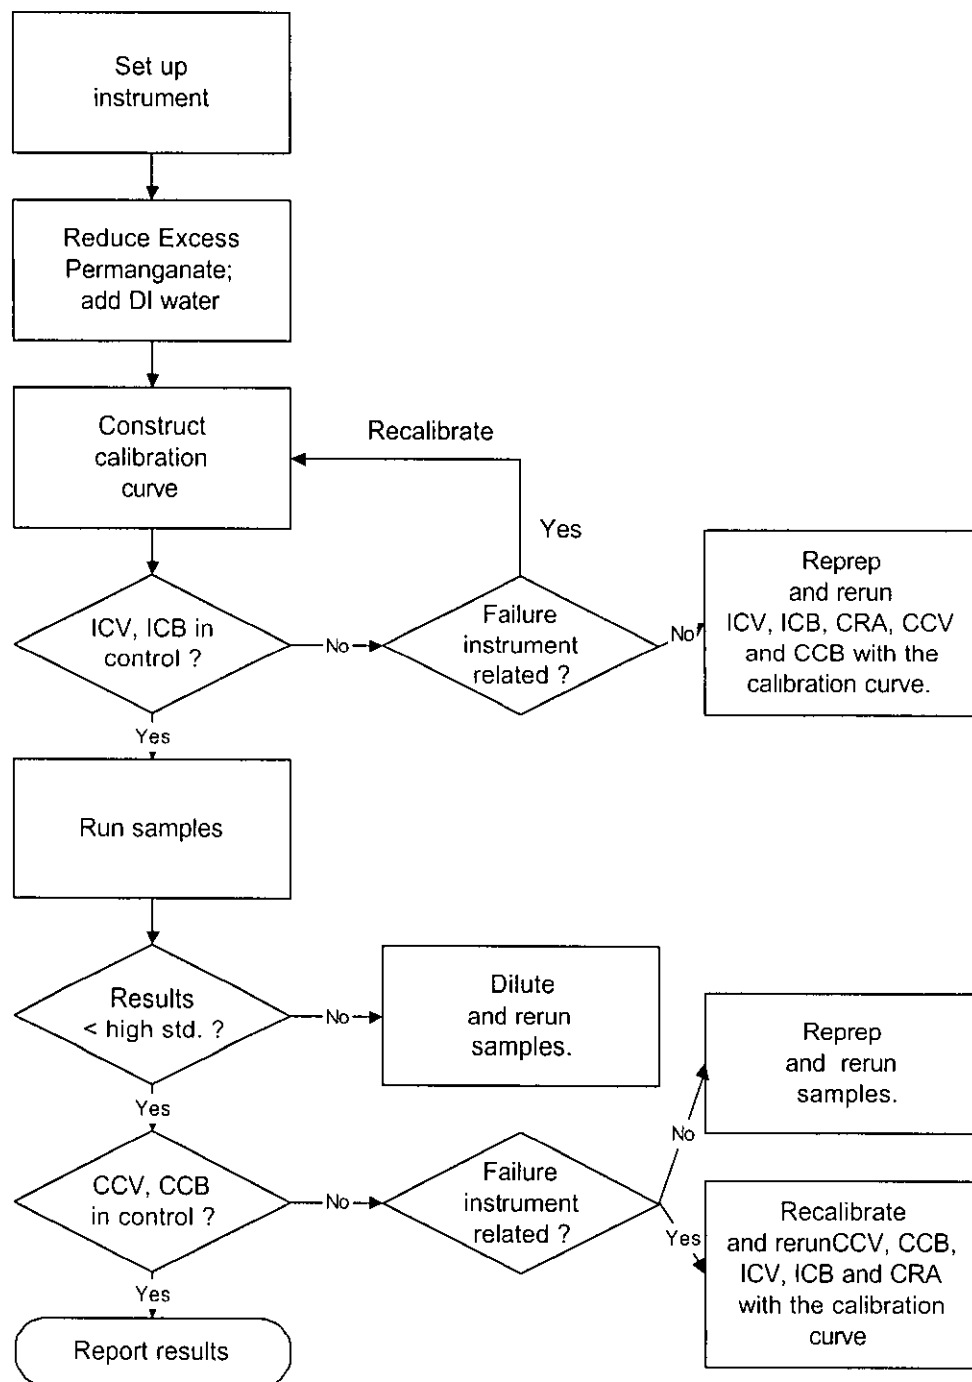 Set up
instrument
Reduce Excess
Permanganate;
add DI water
Construct
calibration
curve
Recalibrate
Yes
ICV, ICB in
control ?
No
Failure
instrument
related ?
No
Reprep
and rerun
ICV, ICB, CRA, CCV
and CCB with the
calibration curve.
Yes
Run samples
Results
< high std. ?
No
Dilute
and rerun
samples.
Yes
CCV, CCB
in control ?
No
Failure
instrument
related ?
No
Reprep
and rerun
samples.
Yes
Recalibrate
and rerunCCV, CCB,
ICV, ICB and CRA
with the calibration
curve
Yes
Report results